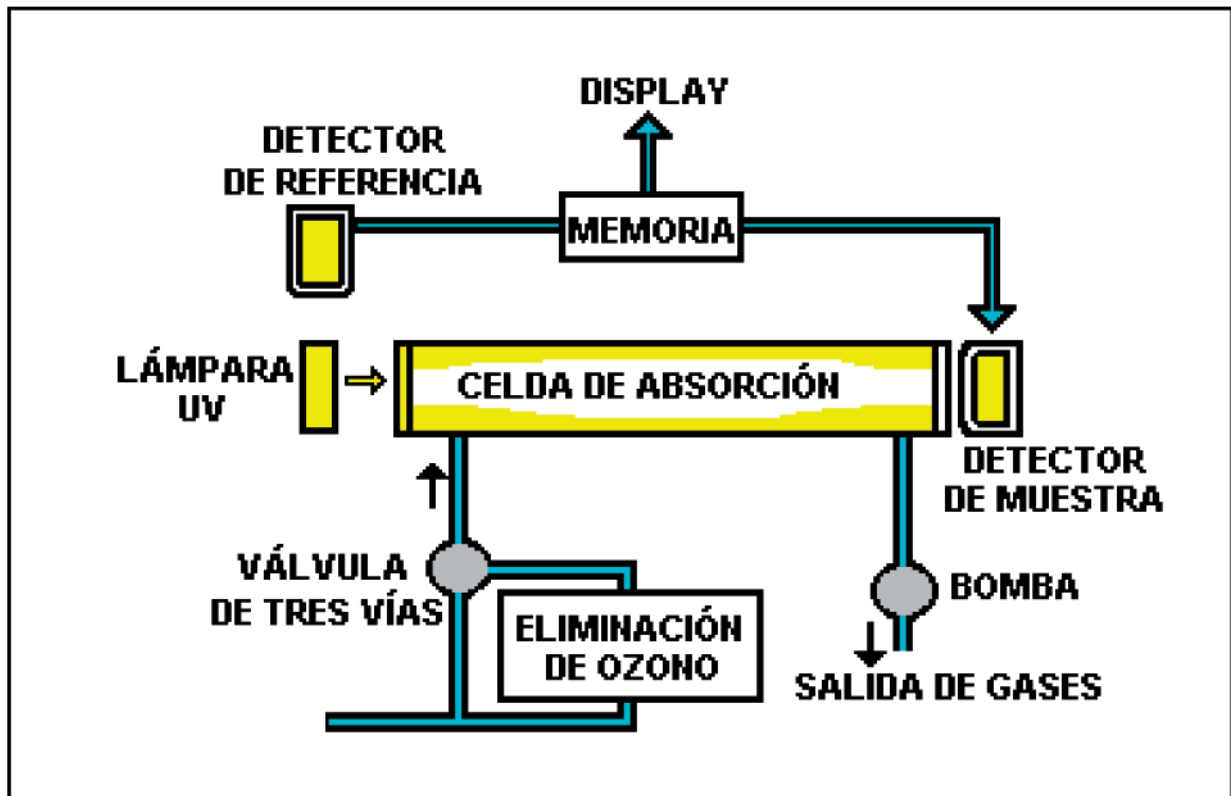 DISPLAY
DETECTOR
DE REFERENCIA
MEMORIA
LÁMPARA
UV
CELDA DE ABSORCIÓN
DETECTOR
DE MUESTRA
VÁLVULA
DE TRES VÍAS
ELIMINACIÓN
DE OZONO
BOMBA
SALIDA DE GASES